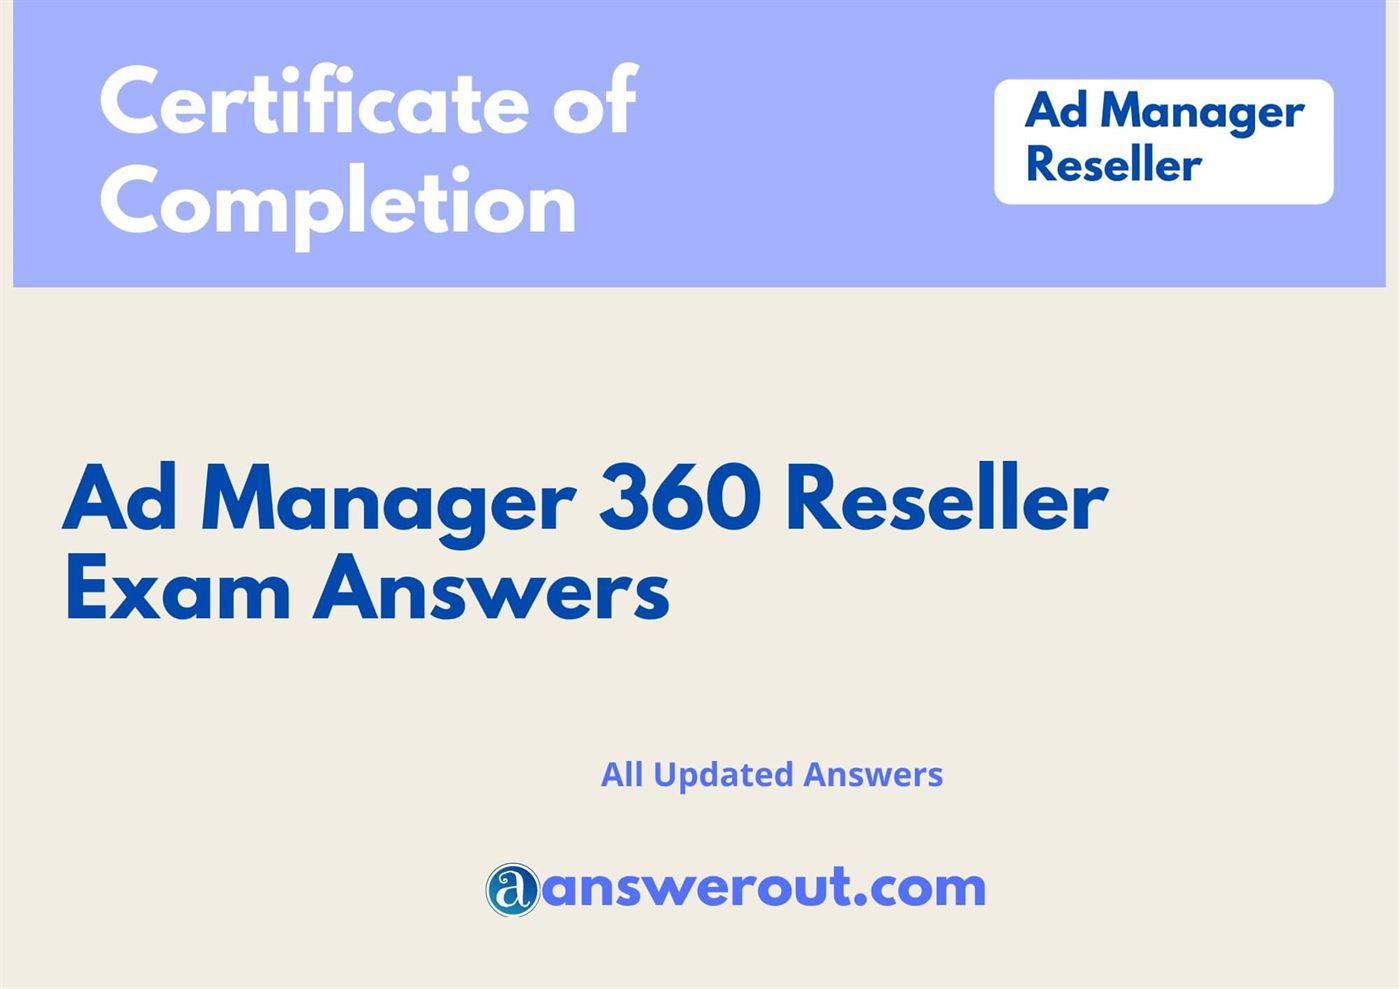 Certificate of
Completion
Ad Manager
Reseller
Ad Manager 360 Reseller
Exam Answers
All Updated Answers
a answerout.com